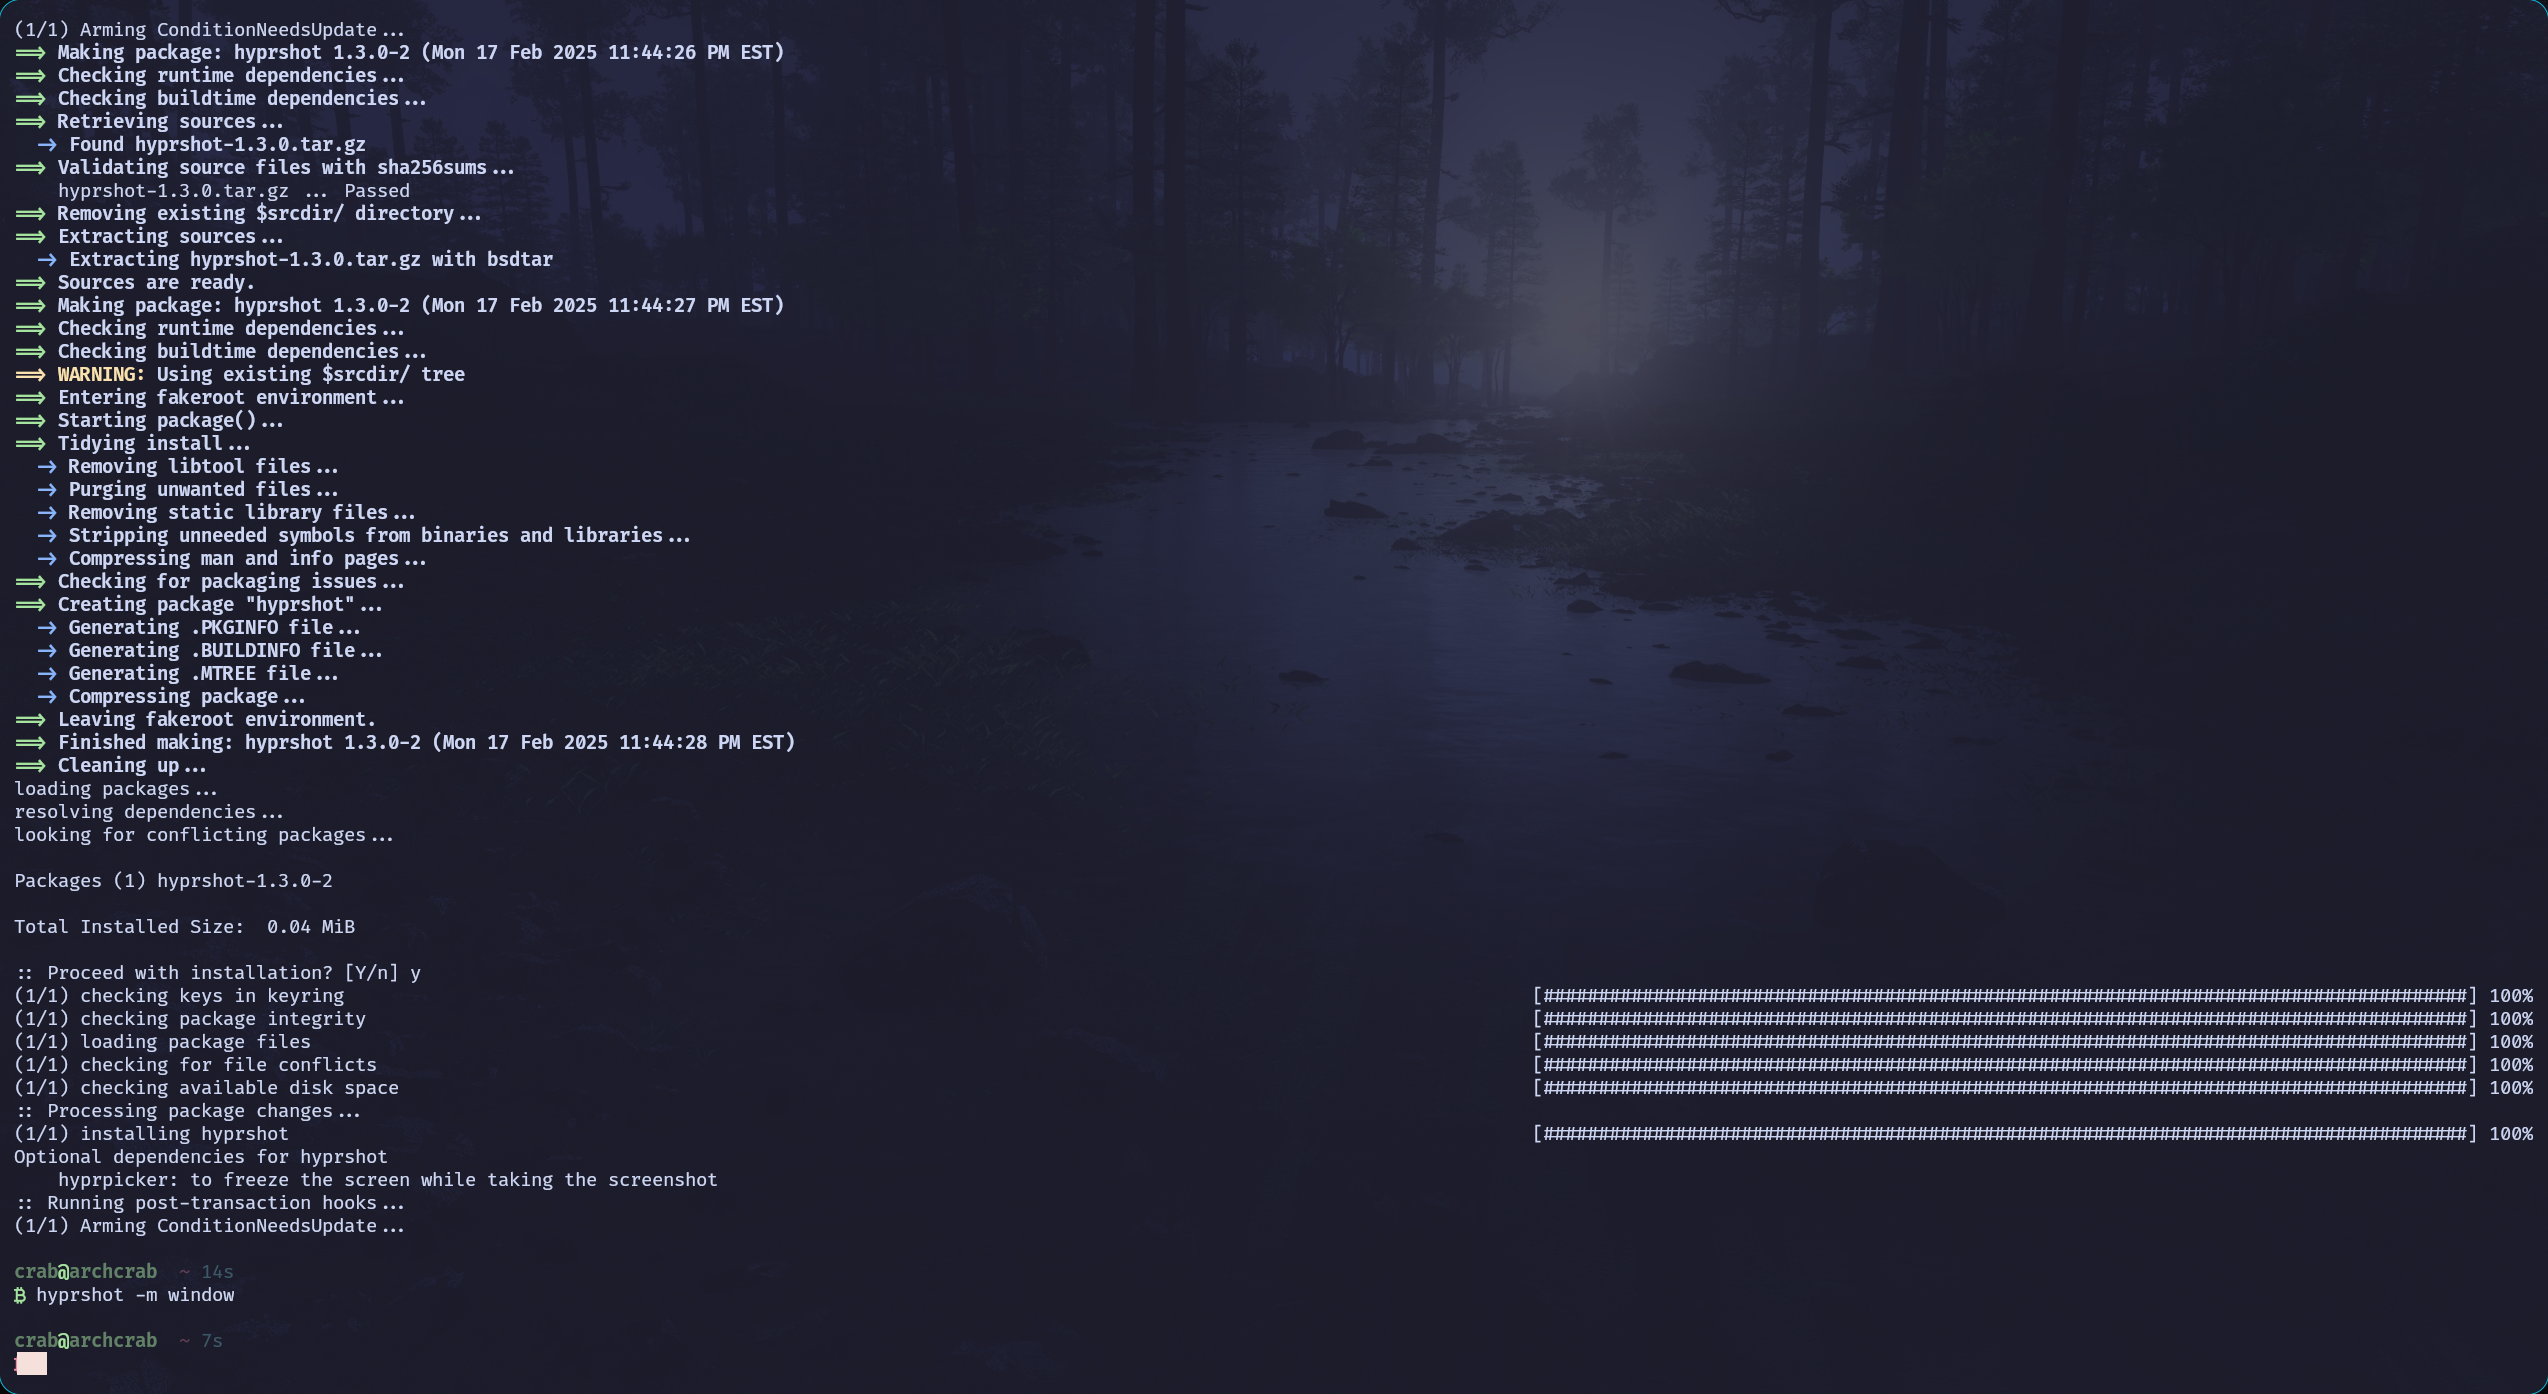 (1/1) Arming ConditionNeedsUpdate...
==> Making package: hyprshot 1.3.0-2 (Mon 17 Feb 2025 11:44:26 PM EST)
==> Checking runtime dependencies...
==> Checking buildtime dependencies...
==> Retrieving sources...
-> Found hyprshot-1.3.0.tar.gz
==> Validating source files with sha256sums...
hyprshot-1.3.0.tar.gz ... Passed
==> Removing existing $srcdir/ directory...
==> Extracting sources...
-> Extracting hyprshot-1.3.0.tar.gz with bsdtar
==> Sources are ready.
==> Making package: hyprshot 1.3.0-2 (Mon 17 Feb 2025 11:44:27 PM EST)
==> Checking runtime dependencies...
==> Checking buildtime dependencies...
==> WARNING: Using existing $srcdir/ tree
==> Entering fakeroot environment...
==> Starting package()...
==> Tidying install...
-> Removing libtool files...
-> Purging unwanted files...
-> Removing static library files...
-> Stripping unneeded symbols from binaries and libraries...
-> Compressing man and info pages...
==> Checking for packaging issues...
==> Creating package "hyprshot"...
-> Generating .PKGINFO file...
-> Generating .BUILDINFO file...
-> Generating .MTREE file...
-> Compressing package...
==> Leaving fakeroot environment.
==> Finished making: hyprshot 1.3.0-2 (Mon 17 Feb 2025 11:44:28 PM EST)
==> Cleaning up...
loading packages...
resolving dependencies...
looking for conflicting packages...
Packages (1) hyprshot-1.3.0-2
Total Installed Size:  0.04 MiB
:: Proceed with installation? [Y/n] y
(1/1) checking keys in keyring [####################################################################################] 100%
(1/1) checking package integrity [####################################################################################] 100%
(1/1) loading package files [####################################################################################] 100%
(1/1) checking for file conflicts [####################################################################################] 100%
(1/1) checking available disk space [####################################################################################] 100%
:: Processing package changes...
(1/1) installing hyprshot [####################################################################################] 100%
Optional dependencies for hyprshot
hyprpicker: to freeze the screen while taking the screenshot
:: Running post-transaction hooks...
(1/1) Arming ConditionNeedsUpdate...
crab@archcrab ~ 14s
₿ hyprshot -m window
crab@archcrab ~ 7s